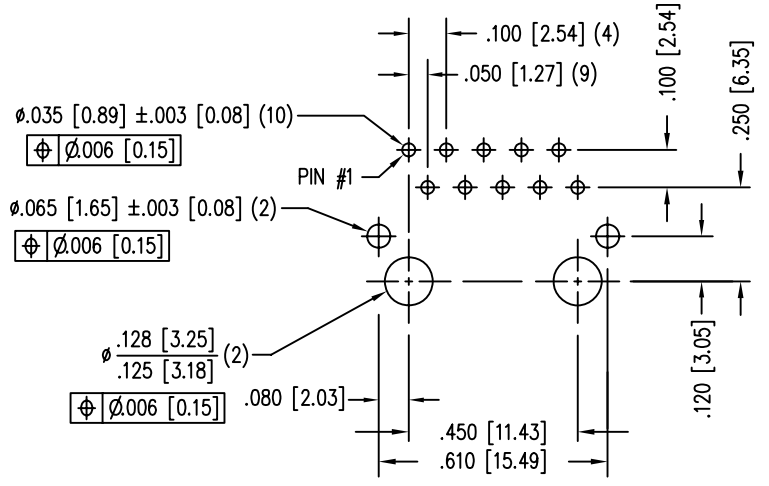 .100 [2.54] (4)
.050 [1.27] (9)
.100 [2.54]
.250 [6.35]
ø.035 [0.89] ±.003 [0.08] (10)
⌖ Ø.006 [0.15]
PIN #1
ø.065 [1.65] ±.003 [0.08] (2)
⌖ Ø.006 [0.15]
ø .128 [3.25] (2)
.125 [3.18]
⌖ Ø.006 [0.15]
.080 [2.03]
.120 [3.05]
.450 [11.43]
.610 [15.49]